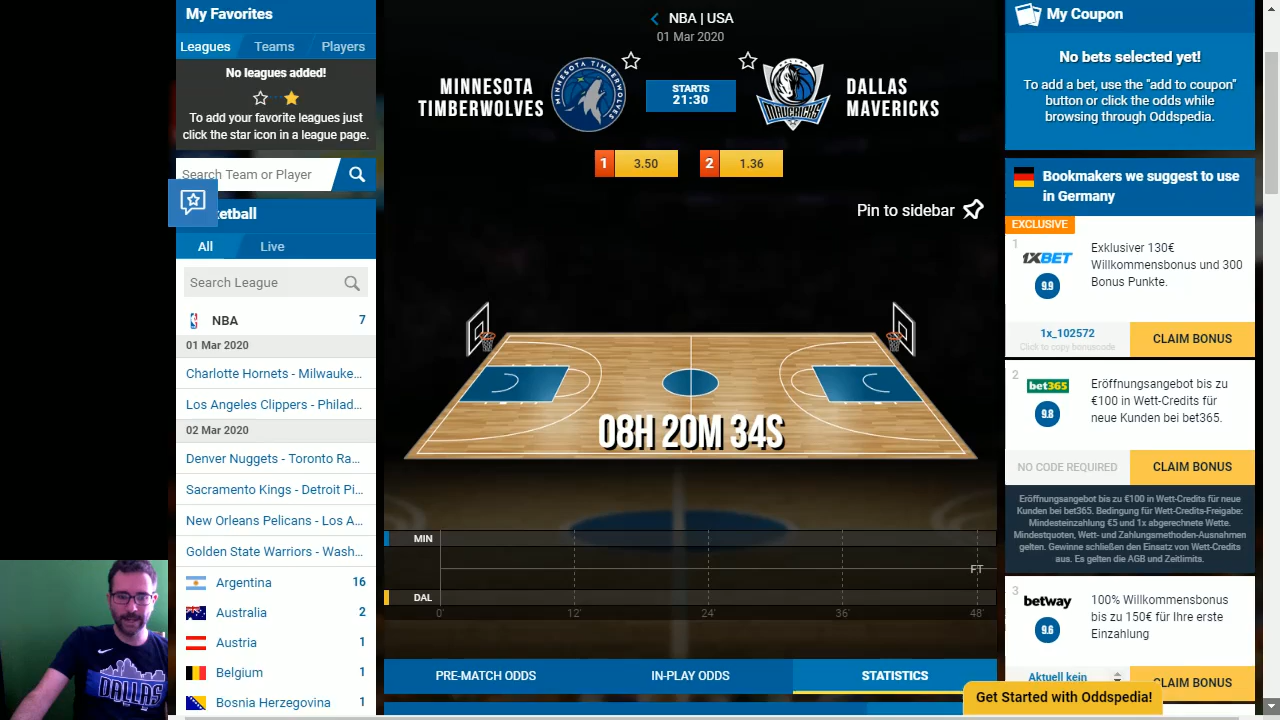 My Favorites
Leagues Teams Players
No leagues added!
To add your favorite leagues just
click the star icon in a league page.
Search Team or Player
ketball
All Live
Search League
NBA 7
01 Mar 2020
Charlotte Hornets - Milwauke...
Los Angeles Clippers - Philad...
02 Mar 2020
Denver Nuggets - Toronto Ra...
Sacramento Kings - Detroit Pi...
New Orleans Pelicans - Los A...
Golden State Warriors - Wash...
Argentina 16
Australia 2
Austria 1
Belgium 1
Bosnia Herzegovina 1
DALLAS
NBA | USA
01 Mar 2020
MINNESOTA
TIMBERWOLVES
MINNESOTA TIMBERWOLVES
STARTS
21:30
MAVERICKS
DALLAS
MAVERICKS
1 3.50 2 1.36
Pin to sidebar
08H 20M 34S
MIN
FT
DAL
0' 12' 24' 36' 48'
PRE-MATCH ODDS IN-PLAY ODDS STATISTICS
My Coupon
No bets selected yet!
To add a bet, use the "add to coupon"
button or click the odds while
browsing through Oddspedia.
Bookmakers we suggest to use
in Germany
EXCLUSIVE
1
1XBET
9.9
Exklusiver 130€
Willkommensbonus und 300
Bonus Punkte.
1x_102572
Click to copy bonuscode
CLAIM BONUS
2
bet365
9.8
Eröffnungsangebot bis zu
€100 in Wett-Credits für
neue Kunden bei bet365.
NO CODE REQUIRED
CLAIM BONUS
Eröffnungsangebot bis zu €100 in Wett-Credits für neue
Kunden bei bet365. Bedingung für Wett-Credits-Freigabe:
Mindesteinzahlung €5 und 1x abgerechnete Wette.
Mindestquoten, Wett- und Zahlungsmethoden-Ausnahmen
gelten. Gewinne schließen den Einsatz von Wett-Credits
aus. Es gelten die AGB und Zeitlimits.
3
betway
9.6
100% Willkommensbonus
bis zu 150€ für Ihre erste
Einzahlung
Aktuell kein
CLAIM BONUS
Get Started with Oddspedia!